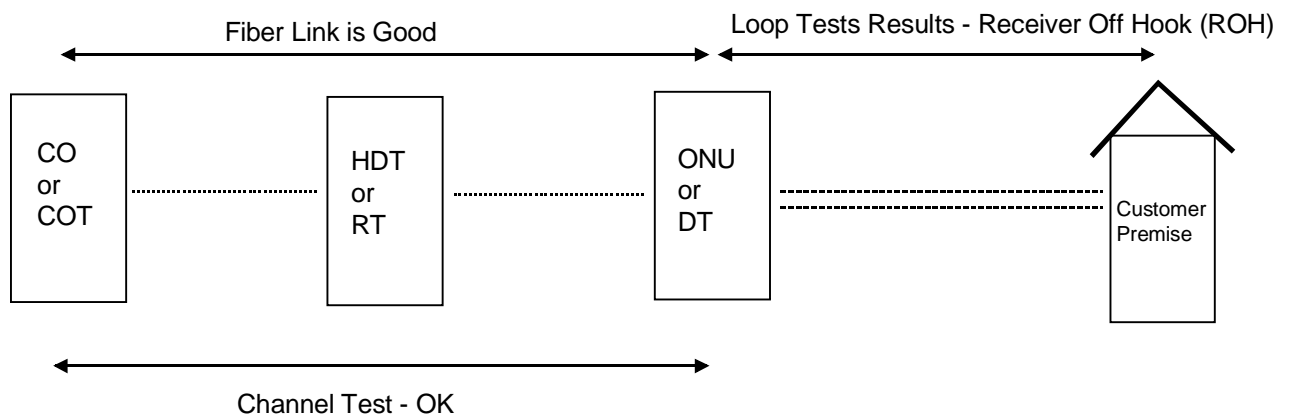 Fiber Link is Good
Loop Tests Results - Receiver Off Hook (ROH)
CO
or
COT
HDT
or
RT
ONU
or
DT
Customer
Premise
Channel Test - OK